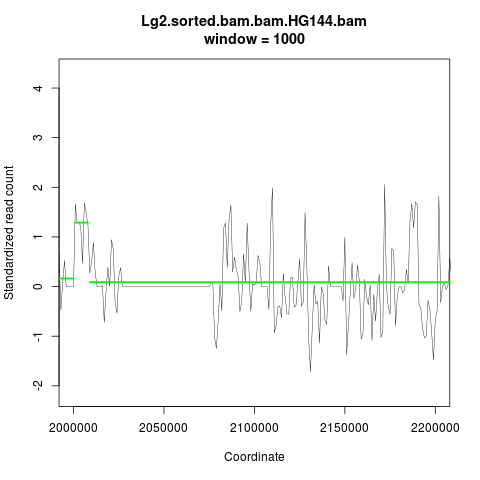 Lg2.sorted.bam.bam.HG144.bam
window = 1000
Standardized read count
4
3
2
1
0
-1
-2
2000000 2050000 2100000 2150000 2200000
Coordinate